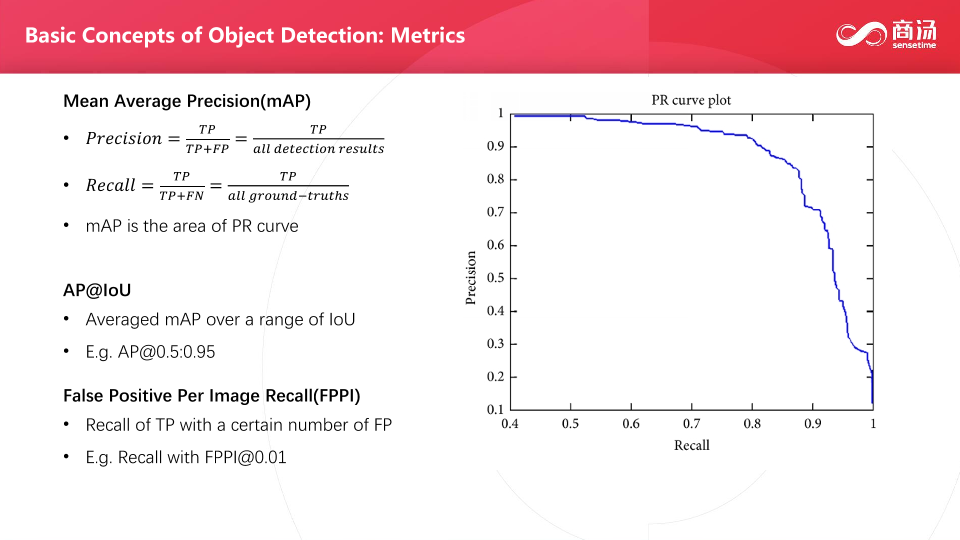 Basic Concepts of Object Detection: Metrics
商汤
sensetime
Mean Average Precision(mAP)
• Precision = TP/(TP+FP) = TP/(all detection results)
• Recall = TP/(TP+FN) = TP/(all ground−truths)
• mAP is the area of PR curve
AP@IoU
• Averaged mAP over a range of IoU
• E.g. AP@0.5:0.95
False Positive Per Image Recall(FPPI)
• Recall of TP with a certain number of FP
• E.g. Recall with FPPI@0.01
PR curve plot
1
0.9
0.8
0.7
0.6
0.5
0.4
0.3
0.2
0.1
Precision
0.4 0.5 0.6 0.7 0.8 0.9 1
Recall